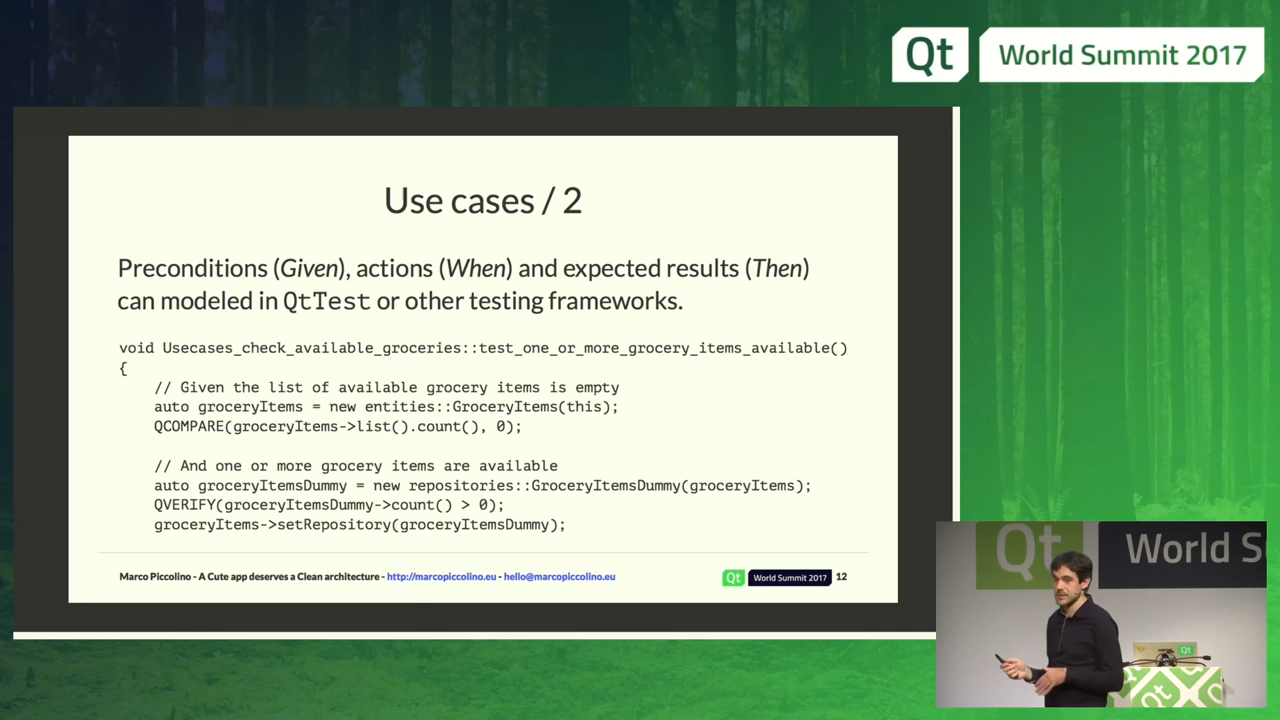 Qt World Summit 2017
Use cases / 2
Preconditions (Given), actions (When) and expected results (Then)
can modeled in QtTest or other testing frameworks.
void Usecases_check_available_groceries::test_one_or_more_grocery_items_available()
{
// Given the list of available grocery items is empty
auto groceryItems = new entities::GroceryItems(this);
QCOMPARE(groceryItems->list().count(), 0);
// And one or more grocery items are available
auto groceryItemsDummy = new repositories::GroceryItemsDummy(groceryItems);
QVERIFY(groceryItemsDummy->count() > 0);
groceryItems->setRepository(groceryItemsDummy);
Marco Piccolino - A Cute app deserves a Clean architecture - http://marcopiccolino.eu - hello@marcopiccolino.eu
Qt World Summit 2017 12
Qt World S
Qt
Qt